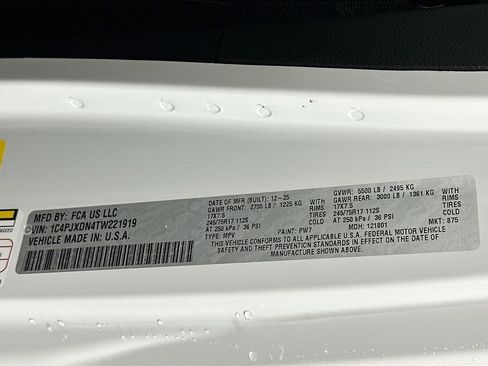 MFD BY: FCA US LLC
VIN: 1C4PJXDN4TW221919
VEHICLE MADE IN: U.S.A.
DATE OF MFR (BUILT): 12-25
GAWR FRONT: 2700 LB / 1225 KG WITH
17X7.5 RIMS
245/75R17 112S TIRES
AT 250 kPa / 36 PSI COLD
TYPE: MPV PAINT: PW7
GVWR: 5500 LB / 2495 KG
GAWR REAR: 3000 LB / 1361 KG WITH
17X7.5 RIMS
245/75R17 112S TIRES
AT 250 kPa / 36 PSI COLD
MDH: 121801 MKT: 875
THIS VEHICLE CONFORMS TO ALL APPLICABLE U.S.A. FEDERAL MOTOR VEHICLE
SAFETY AND THEFT PREVENTION STANDARDS IN EFFECT ON THE DATE OF
MANUFACTURE SHOWN ABOVE.